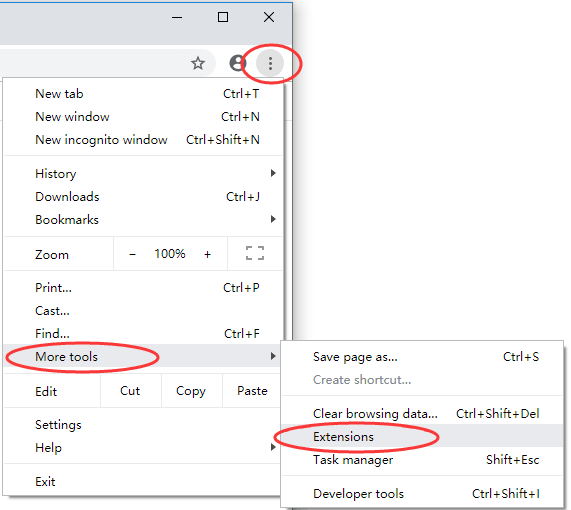 New tab Ctrl+T
New window Ctrl+N
New incognito window Ctrl+Shift+N
History
Downloads Ctrl+J
Bookmarks
Zoom - 100% +
Print... Ctrl+P
Cast...
Find... Ctrl+F
More tools
Edit Cut Copy Paste
Settings
Help
Exit
Save page as... Ctrl+S
Create shortcut...
Clear browsing data... Ctrl+Shift+Del
Extensions
Task manager Shift+Esc
Developer tools Ctrl+Shift+I